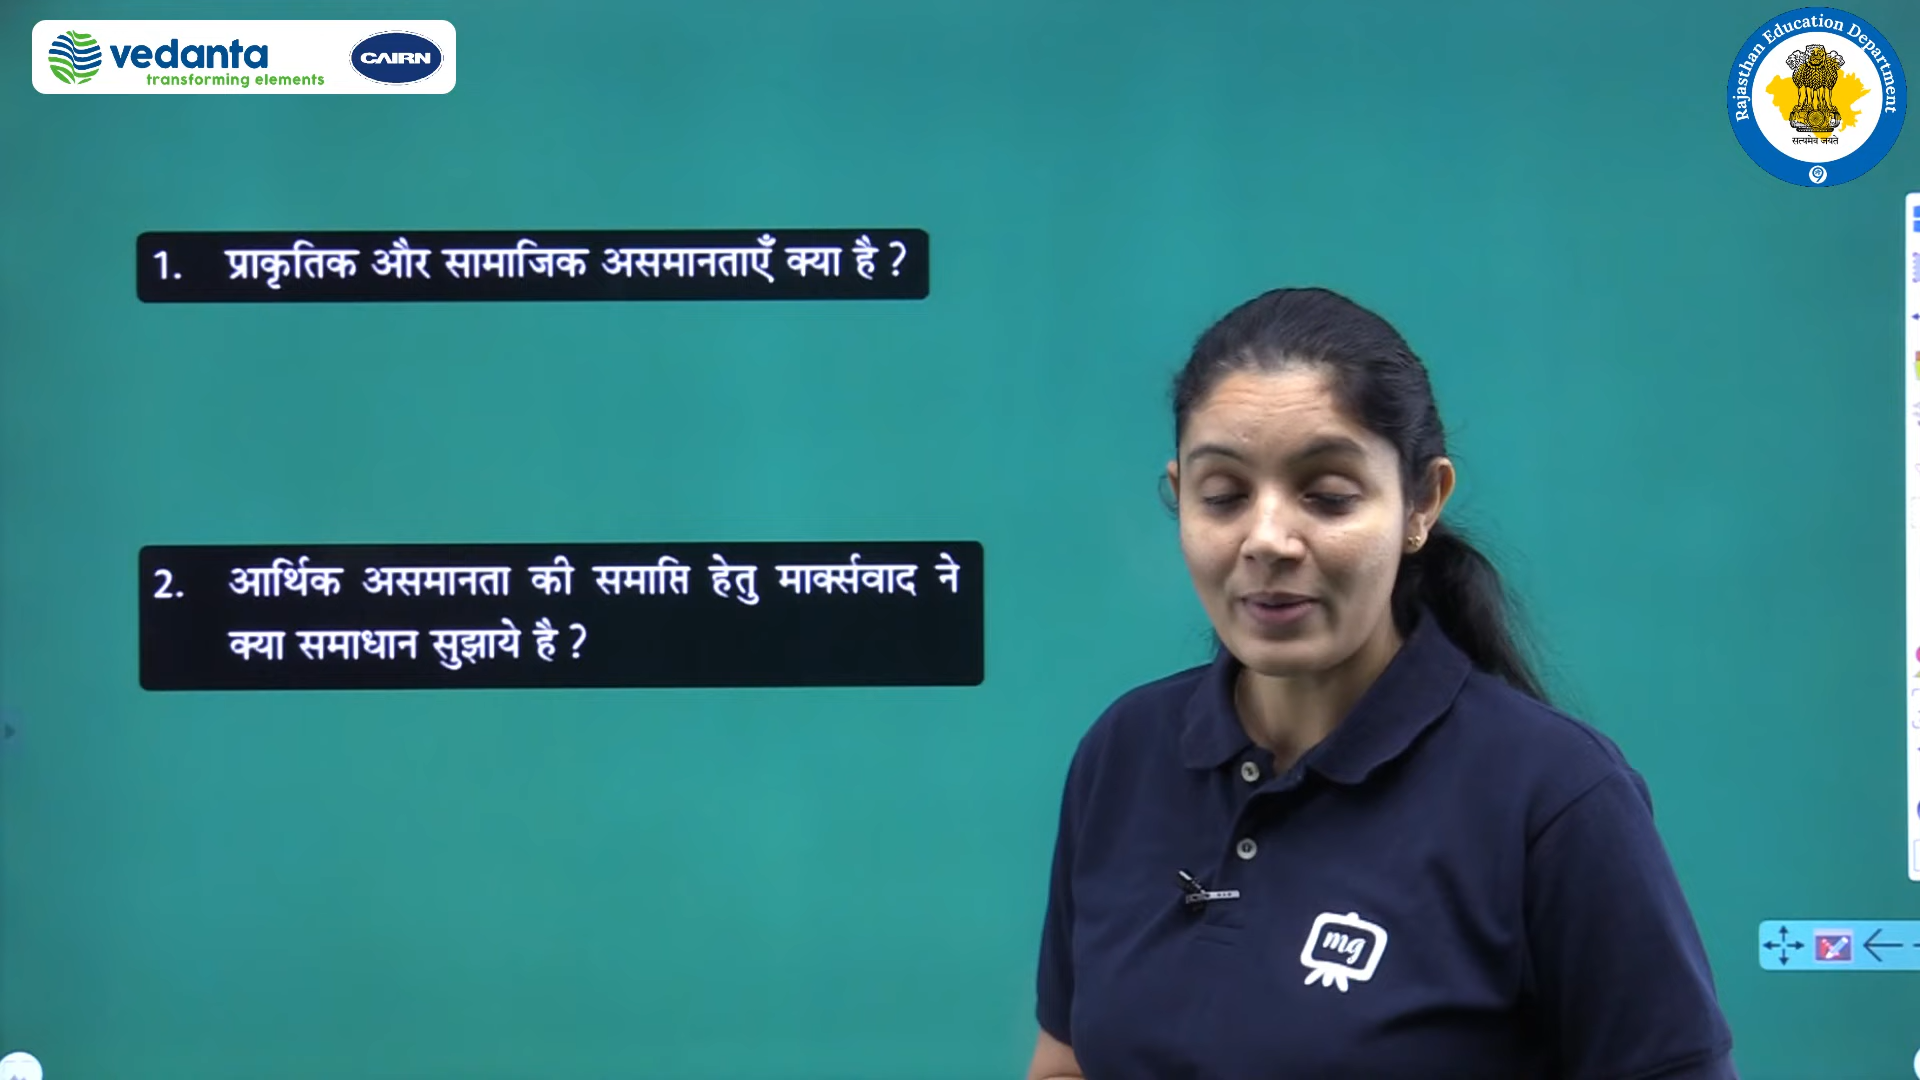 vedanta
transforming elements
CAIRN
Rajasthan Education Department
सत्यमेव जयते
1. प्राकृतिक और सामाजिक असमानताएँ क्या है ?
2. आर्थिक असमानता की समाप्ति हेतु मार्क्सवाद ने
क्या समाधान सुझाये है ?
mg